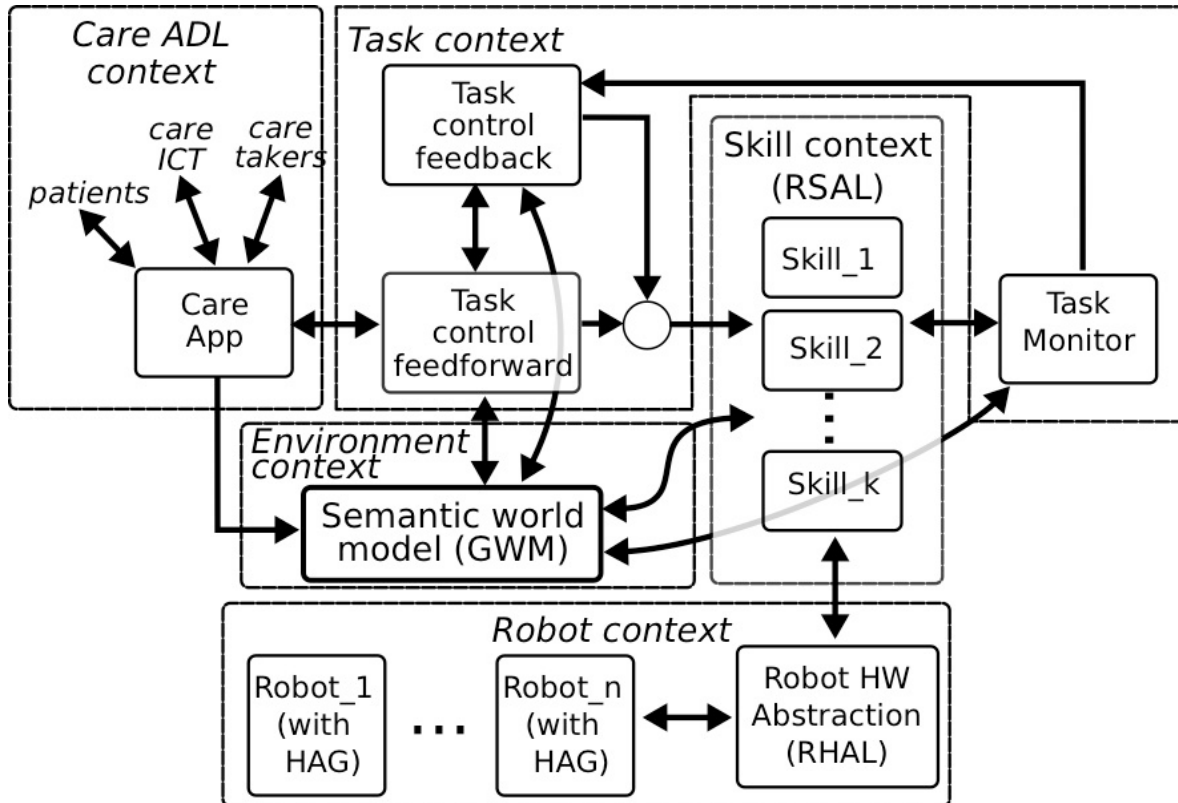 Care ADL
context
care
ICT
care
takers
patients
Care
App
Task context
Task
control
feedback
Task
control
feedforward
Skill context
(RSAL)
Skill_1
Skill_2
Skill_k
Task
Monitor
Environment
context
Semantic world
model (GWM)
Robot context
Robot_1
(with
HAG)
...
Robot_n
(with
HAG)
Robot HW
Abstraction
(RHAL)